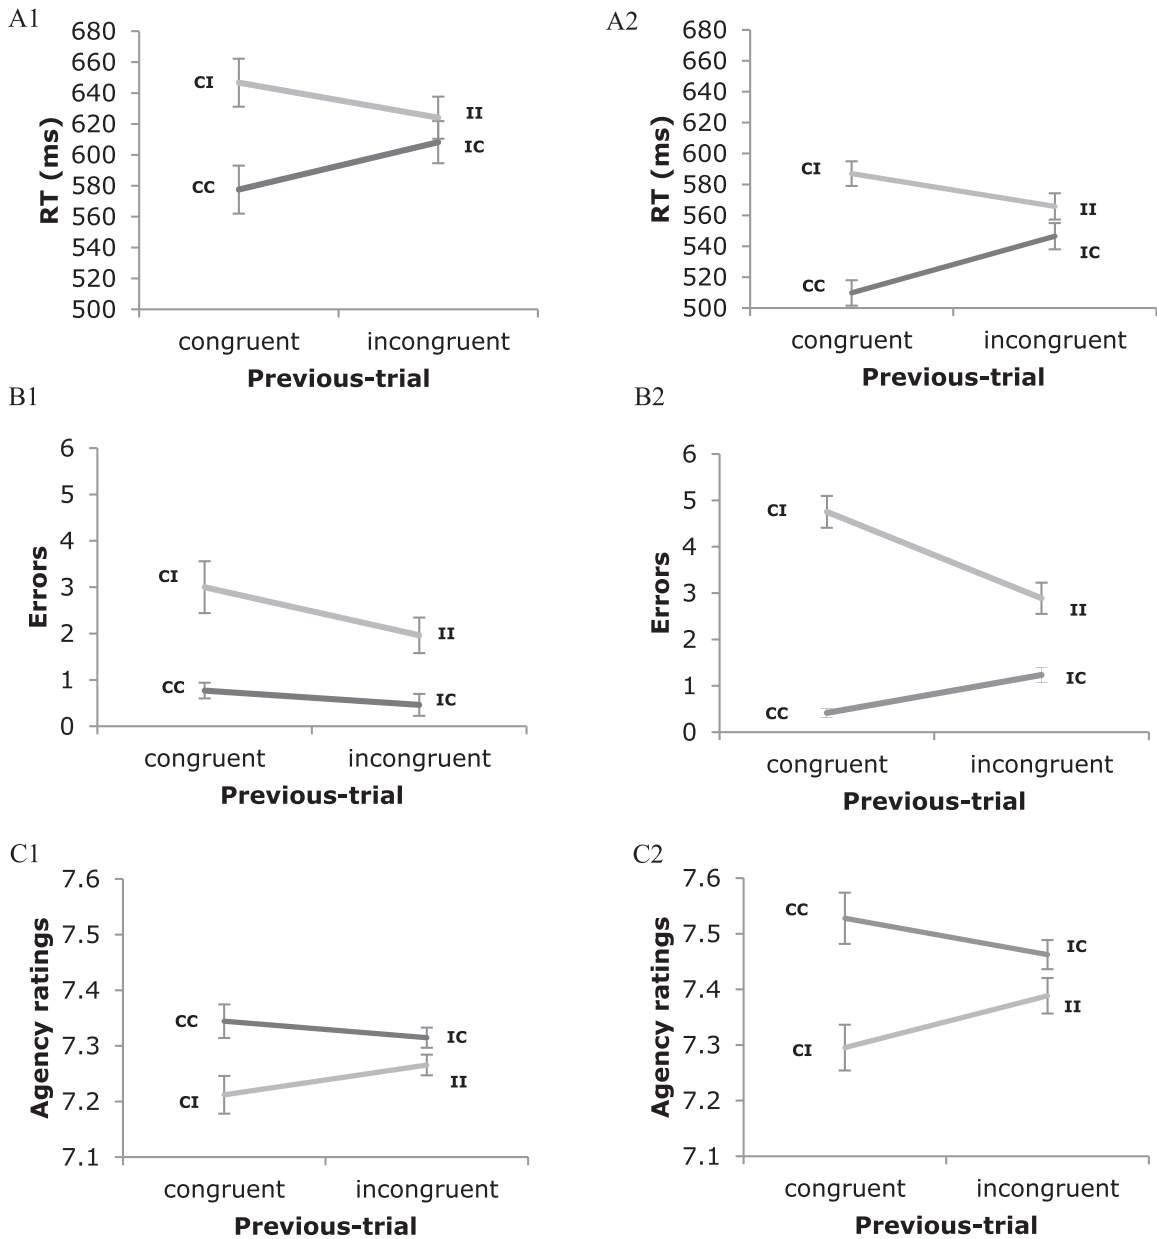 A1
680
660
640
620
600
580
560
540
520
500
RT (ms)
CI
II
CC
IC
congruent incongruent
Previous-trial
A2
680
660
640
620
600
580
560
540
520
500
RT (ms)
CI
II
CC
IC
congruent incongruent
Previous-trial
B1
6
5
4
3
2
1
0
Errors
CI
II
CC
IC
congruent incongruent
Previous-trial
B2
6
5
4
3
2
1
0
Errors
CI
II
CC
IC
congruent incongruent
Previous-trial
C1
7.6
7.5
7.4
7.3
7.2
7.1
Agency ratings
CC
IC
CI
II
congruent incongruent
Previous-trial
C2
7.6
7.5
7.4
7.3
7.2
7.1
Agency ratings
CC
IC
CI
II
congruent incongruent
Previous-trial